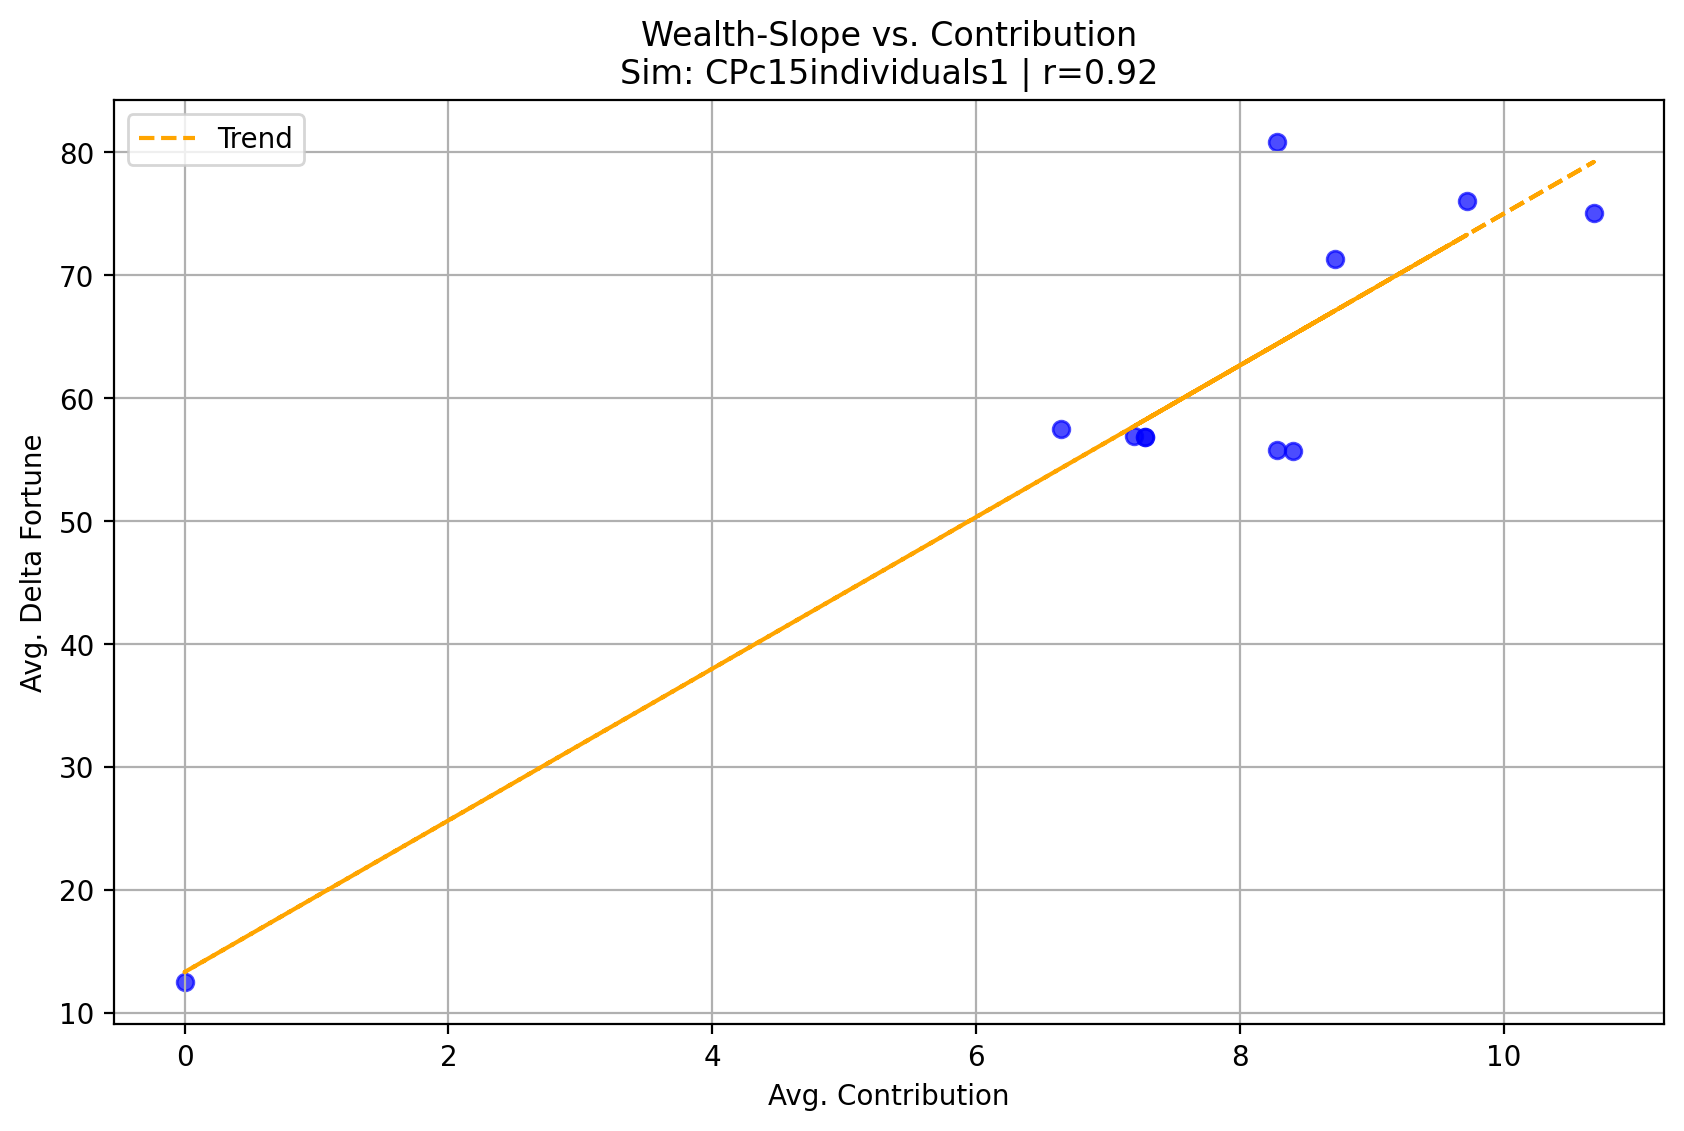 Wealth-Slope vs. Contribution
Sim: CPc15individuals1 | r=0.92
Trend
80
70
60
50
40
30
20
10
Avg. Delta Fortune
0 2 4 6 8 10
Avg. Contribution